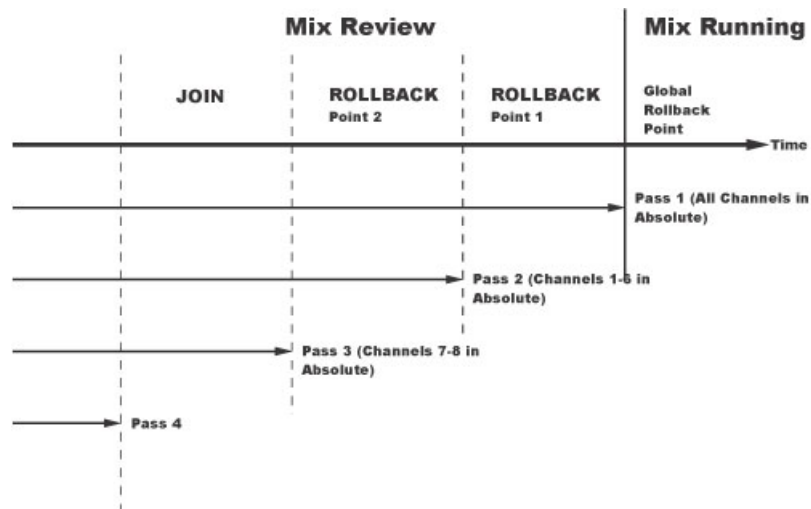 Mix Review
Mix Running
JOIN
ROLLBACK
Point 2
ROLLBACK
Point 1
Global
Rollback
Point
Time
Pass 1 (All Channels in
Absolute)
Pass 2 (Channels 1-6 in
Absolute)
Pass 3 (Channels 7-8 in
Absolute)
Pass 4